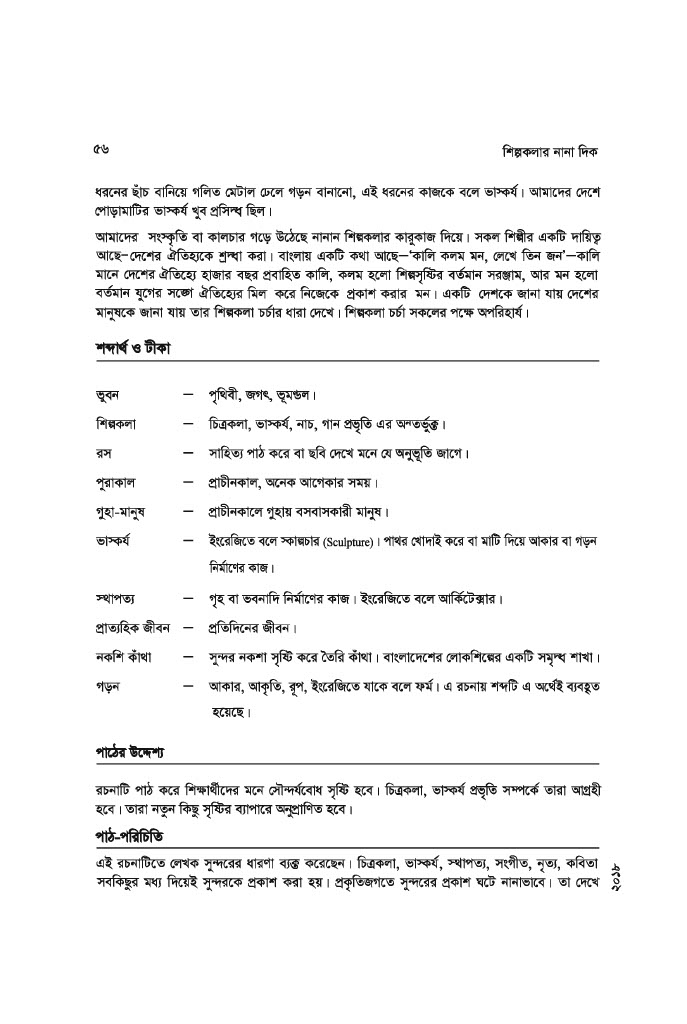 ৫৬
শিল্পকলার নানা দিক
ধরনের ছাঁচ বানিয়ে গলিত মেটাল ঢেলে গড়ন বানানো, এই ধরনের কাজকে বলে ভাস্কর্য। আমাদের দেশে
পোড়ামাটির ভাস্কর্য খুব প্রসিদ্ধ ছিল।
আমাদের সংস্কৃতি বা কালচার গড়ে উঠেছে নানান শিল্পকলার কারুকাজ দিয়ে। সকল শিল্পীর একটি দায়িত্ব
আছে–দেশের ঐতিহ্যকে শ্রদ্ধা করা। বাংলায় একটি কথা আছে—‘কালি কলম মন, লেখে তিন জন’—কালি
মানে দেশের ঐতিহ্যে হাজার বছর প্রবাহিত কালি, কলম হলো শিল্পসৃষ্টির বর্তমান সরঞ্জাম, আর মন হলো
বর্তমান যুগের সঙ্গে ঐতিহ্যের মিল করে নিজেকে প্রকাশ করার মন। একটি দেশকে জানা যায় দেশের
মানুষকে জানা যায় তার শিল্পকলা চর্চার ধারা দেখে। শিল্পকলা চর্চা সকলের পক্ষে অপরিহার্য।
শব্দার্থ ও টীকা
ভুবন – পৃথিবী, জগৎ, ভূমণ্ডল।
শিল্পকলা – চিত্রকলা, ভাস্কর্য, নাচ, গান প্রভৃতি এর অন্তর্ভুক্ত।
রস – সাহিত্য পাঠ করে বা ছবি দেখে মনে যে অনুভূতি জাগে।
পুরাকাল – প্রাচীনকাল, অনেক আগেকার সময়।
গুহা-মানুষ – প্রাচীনকালে গুহায় বসবাসকারী মানুষ।
ভাস্কর্য – ইংরেজিতে বলে স্কাল্পচার (Sculpture)। পাথর খোদাই করে বা মাটি দিয়ে আকার বা গড়ন
নির্মাণের কাজ।
স্থাপত্য – গৃহ বা ভবনাদি নির্মাণের কাজ। ইংরেজিতে বলে আর্কিটেক্সার।
প্রাত্যহিক জীবন – প্রতিদিনের জীবন।
নকশি কাঁথা – সুন্দর নকশা সৃষ্টি করে তৈরি কাঁথা। বাংলাদেশের লোকশিল্পের একটি সমৃদ্ধ শাখা।
গড়ন – আকার, আকৃতি, রূপ, ইংরেজিতে যাকে বলে ফর্ম। এ রচনায় শব্দটি এ অর্থেই ব্যবহৃত
হয়েছে।
পাঠের উদ্দেশ্য
রচনাটি পাঠ করে শিক্ষার্থীদের মনে সৌন্দর্যবোধ সৃষ্টি হবে। চিত্রকলা, ভাস্কর্য প্রভৃতি সম্পর্কে তারা আগ্রহী
হবে। তারা নতুন কিছু সৃষ্টির ব্যাপারে অনুপ্রাণিত হবে।
পাঠ-পরিচিতি
এই রচনাটিতে লেখক সুন্দরের ধারণা ব্যক্ত করেছেন। চিত্রকলা, ভাস্কর্য, স্থাপত্য, সংগীত, নৃত্য, কবিতা
সবকিছুর মধ্য দিয়েই সুন্দরকে প্রকাশ করা হয়। প্রকৃতিজগতে সুন্দরের প্রকাশ ঘটে নানাভাবে। তা দেখে
২০১৮